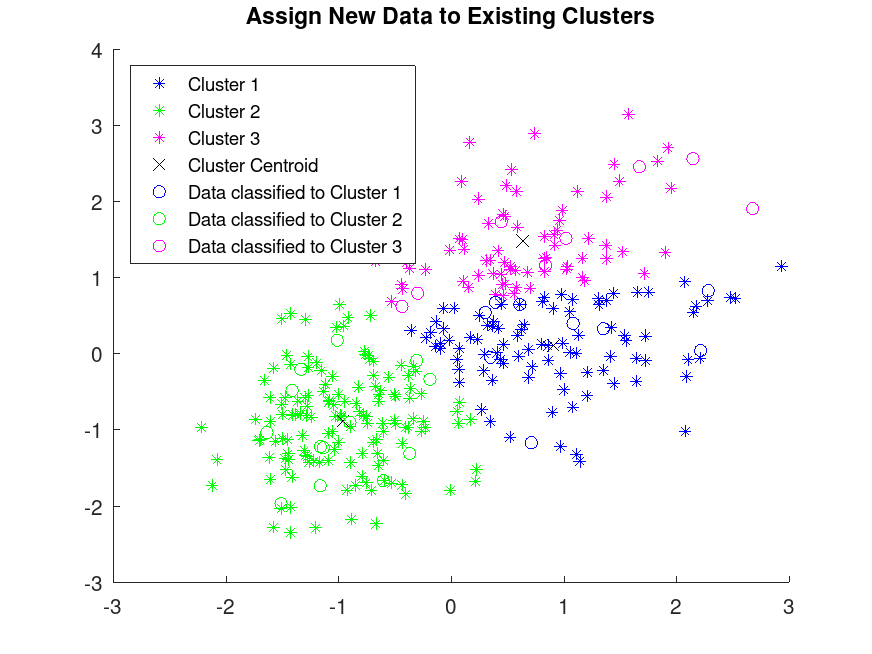 Assign New Data to Existing Clusters
4
3
2
1
0
-1
-2
-3
Cluster 1
Cluster 2
Cluster 3
Cluster Centroid
Data classified to Cluster 1
Data classified to Cluster 2
Data classified to Cluster 3
-3 -2 -1 0 1 2 3